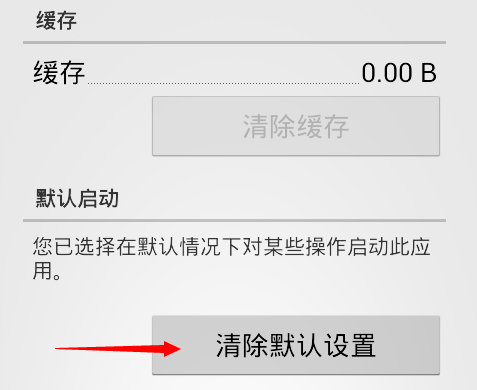 缓存
缓存 0.00 B
清除缓存
默认启动
您已选择在默认情况下对某些操作启动此应
用。
清除默认设置